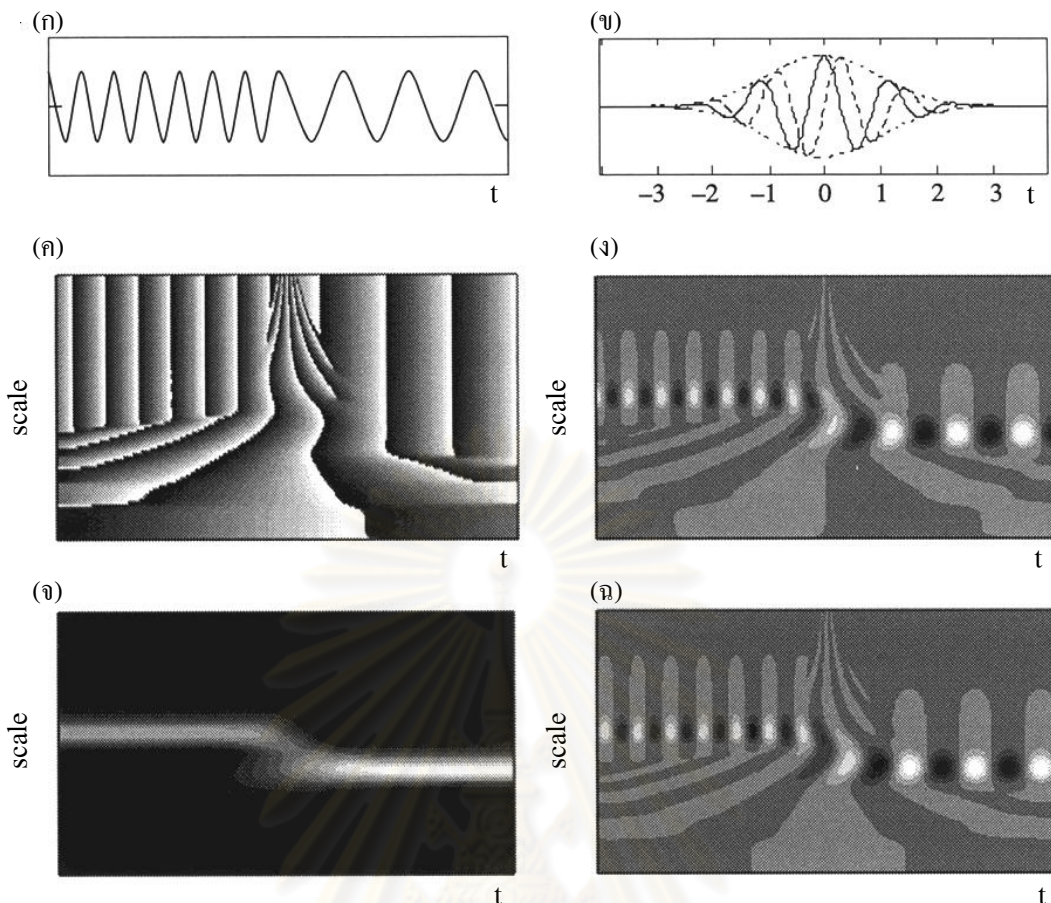 (ก)
(ข)
t
−3 −2 −1 0 1 2 3 t
(ค)
(ง)
scale
scale
t
t
(จ)
(ฉ)
scale
scale
t
t